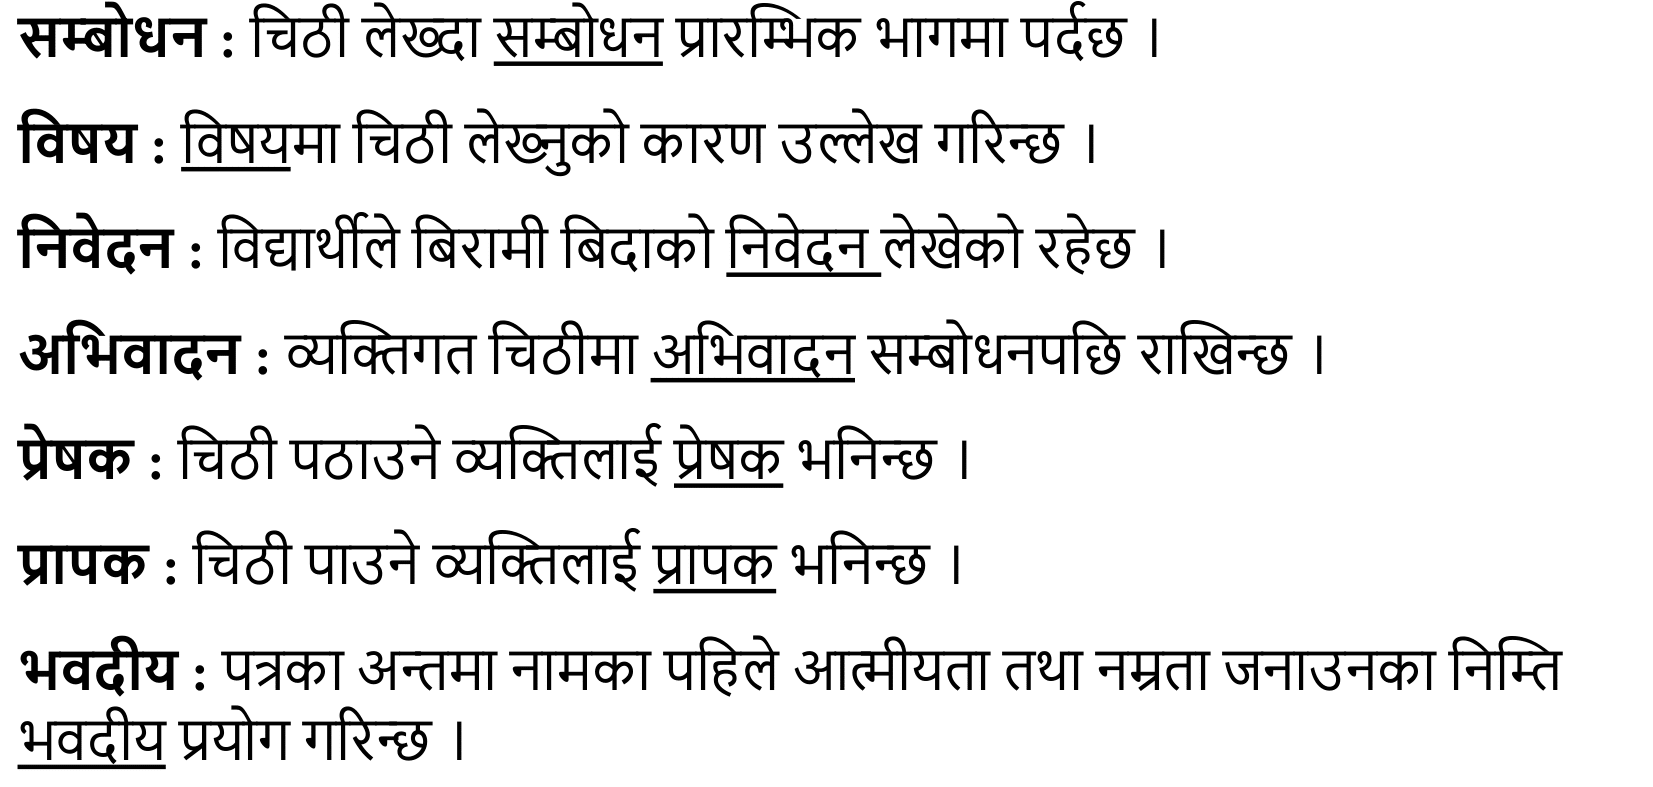 सम्बोधन : चिठी लेख्दा सम्बोधन प्रारम्भिक भागमा पर्दछ ।
विषय : विषयमा चिठी लेख्नुको कारण उल्लेख गरिन्छ ।
निवेदन : विद्यार्थीले बिरामी बिदाको निवेदन लेखेको रहेछ ।
अभिवादन : व्यक्तिगत चिठीमा अभिवादन सम्बोधनपछि राखिन्छ ।
प्रेषक : चिठी पठाउने व्यक्तिलाई प्रेषक भनिन्छ ।
प्रापक : चिठी पाउने व्यक्तिलाई प्रापक भनिन्छ ।
भवदीय : पत्रका अन्तमा नामका पहिले आत्मीयता तथा नम्रता जनाउनका निम्ति
भवदीय प्रयोग गरिन्छ ।